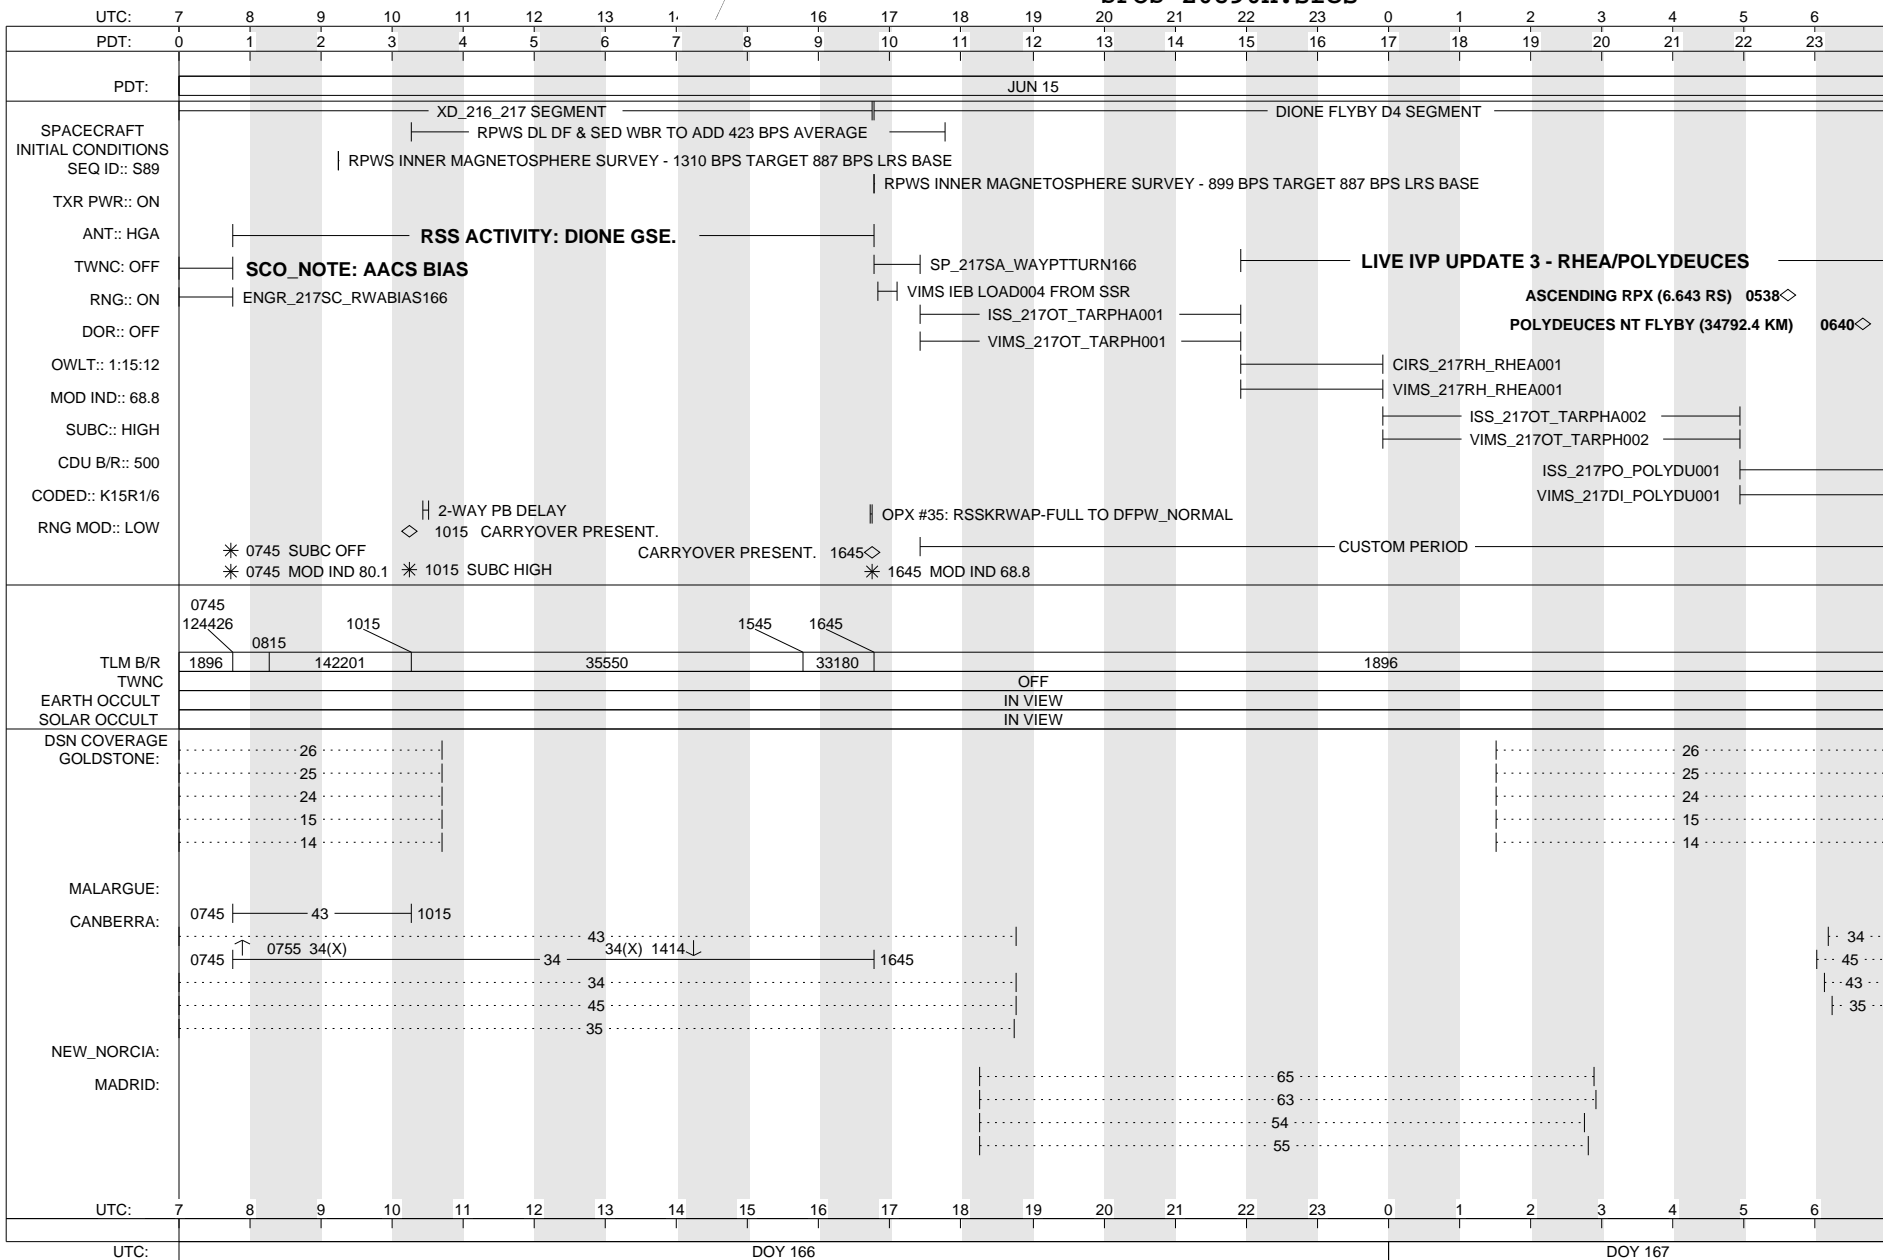 UTC: 7 8 9 10 11 12 13 16 17 18 19 20 21 22 23 0 1 2 3 4 5 6
PDT: 0 1 2 3 4 5 6 7 8 9 10 11 12 13 14 15 16 17 18 19 20 21 22 23
PDT: JUN 15
XD_216_217 SEGMENT DIONE FLYBY D4 SEGMENT
SPACECRAFT
INITIAL CONDITIONS
SEQ ID:: S89
TXR PWR:: ON
ANT:: HGA
TWNC: OFF
RNG:: ON
DOR:: OFF
OWLT:: 1:15:12
MOD IND:: 68.8
SUBC:: HIGH
CDU B/R:: 500
CODED:: K15R1/6
RNG MOD:: LOW
RPWS DL DF & SED WBR TO ADD 423 BPS AVERAGE
RPWS INNER MAGNETOSPHERE SURVEY - 1310 BPS TARGET 887 BPS LRS BASE
RPWS INNER MAGNETOSPHERE SURVEY - 899 BPS TARGET 887 BPS LRS BASE
RSS ACTIVITY: DIONE GSE.
SCO_NOTE: AACS BIAS
SP_217SA_WAYPTTURN166
LIVE IVP UPDATE 3 - RHEA/POLYDEUCES
ENGR_217SC_RWABIAS166
VIMS IEB LOAD004 FROM SSR
ASCENDING RPX (6.643 RS) 0538
ISS_217OT_TARPHA001
POLYDEUCES NT FLYBY (34792.4 KM) 0640
VIMS_217OT_TARPH001
CIRS_217RH_RHEA001
VIMS_217RH_RHEA001
ISS_217OT_TARPHA002
VIMS_217OT_TARPH002
ISS_217PO_POLYDU001
VIMS_217DI_POLYDU001
2-WAY PB DELAY
OPX #35: RSSKRWAP-FULL TO DFPW_NORMAL
1015 CARRYOVER PRESENT.
0745 SUBC OFF
CARRYOVER PRESENT. 1645
CUSTOM PERIOD
0745 MOD IND 80.1
1015 SUBC HIGH
1645 MOD IND 68.8
0745
124426 1015 1545 1645
0815
TLM B/R 1896 142201 35550 33180 1896
TWNC OFF
EARTH OCCULT IN VIEW
SOLAR OCCULT IN VIEW
DSN COVERAGE
GOLDSTONE:
26 26
25 25
24 24
15 15
14 14
MALARGUE:
CANBERRA:
0745 43 1015
43 34
0755 34(X) 34(X) 1414
0745 34 1645 45
34 43
45 35
35
NEW_NORCIA:
MADRID:
65
63
54
55
UTC: 7 8 9 10 11 12 13 14 15 16 17 18 19 20 21 22 23 0 1 2 3 4 5 6
UTC: DOY 166 DOY 167